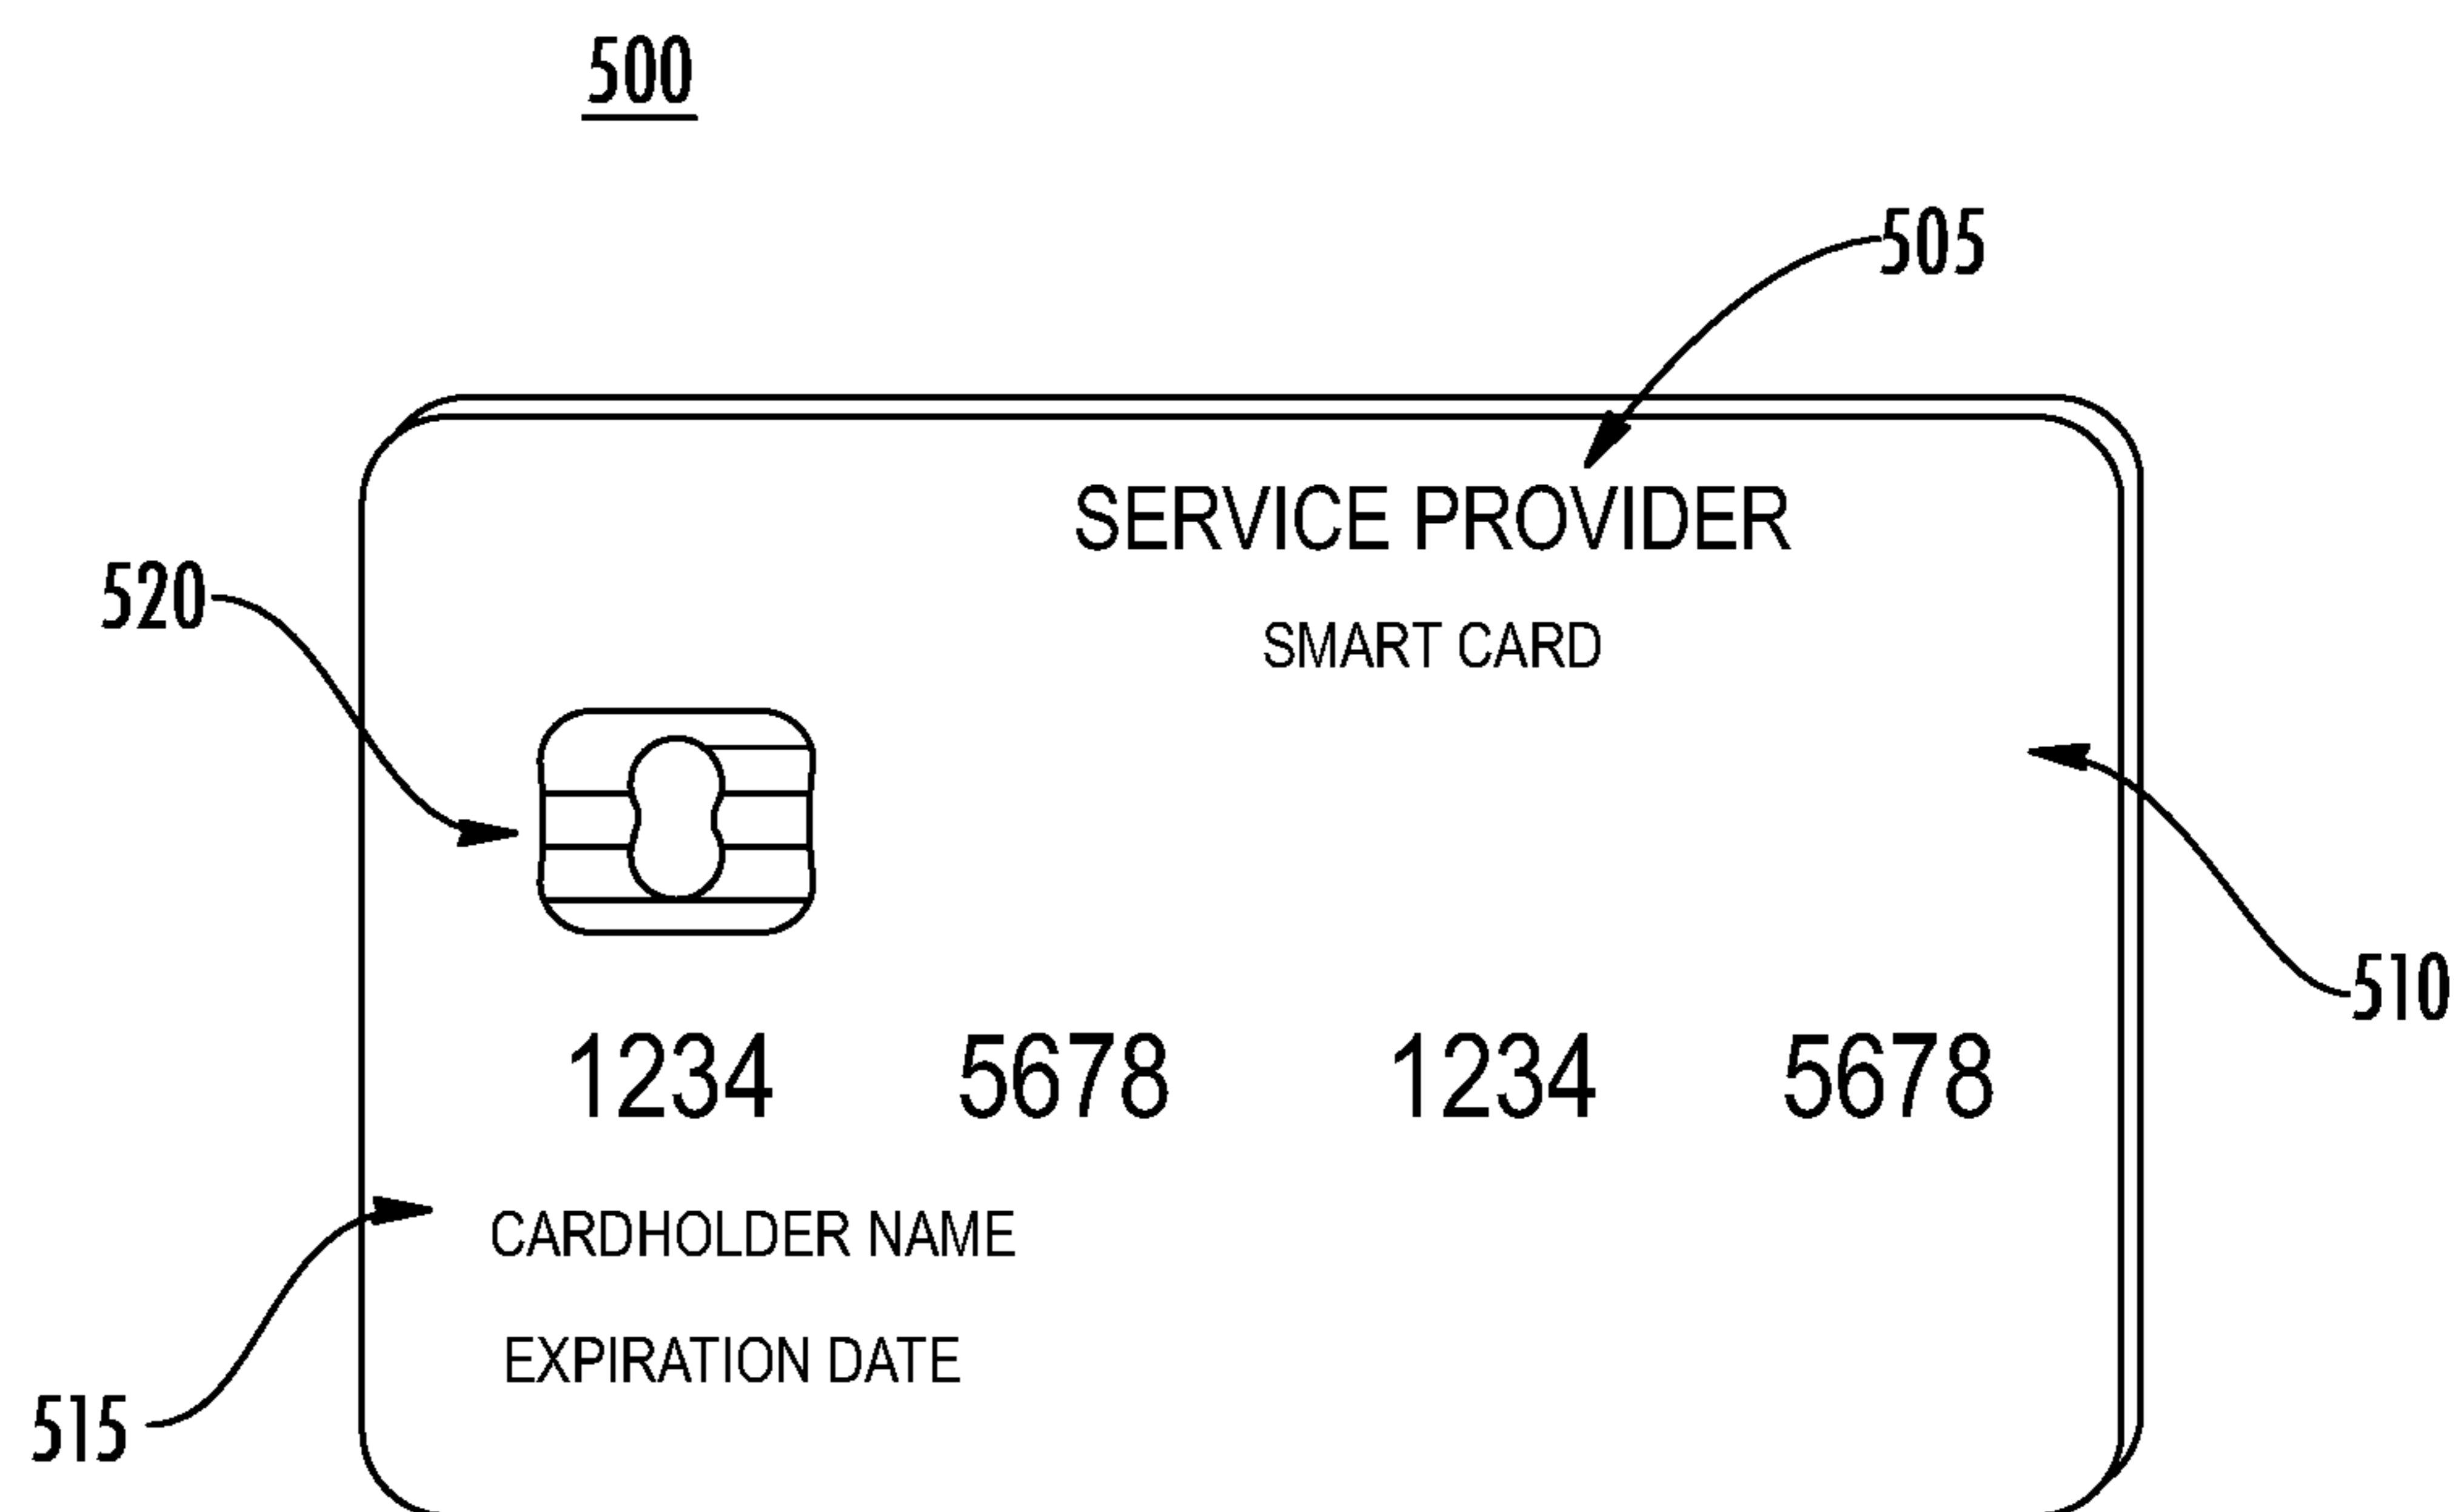 500
505
SERVICE PROVIDER
520
SMART CARD
510
1234 5678 1234 5678
CARDHOLDER NAME
EXPIRATION DATE
515